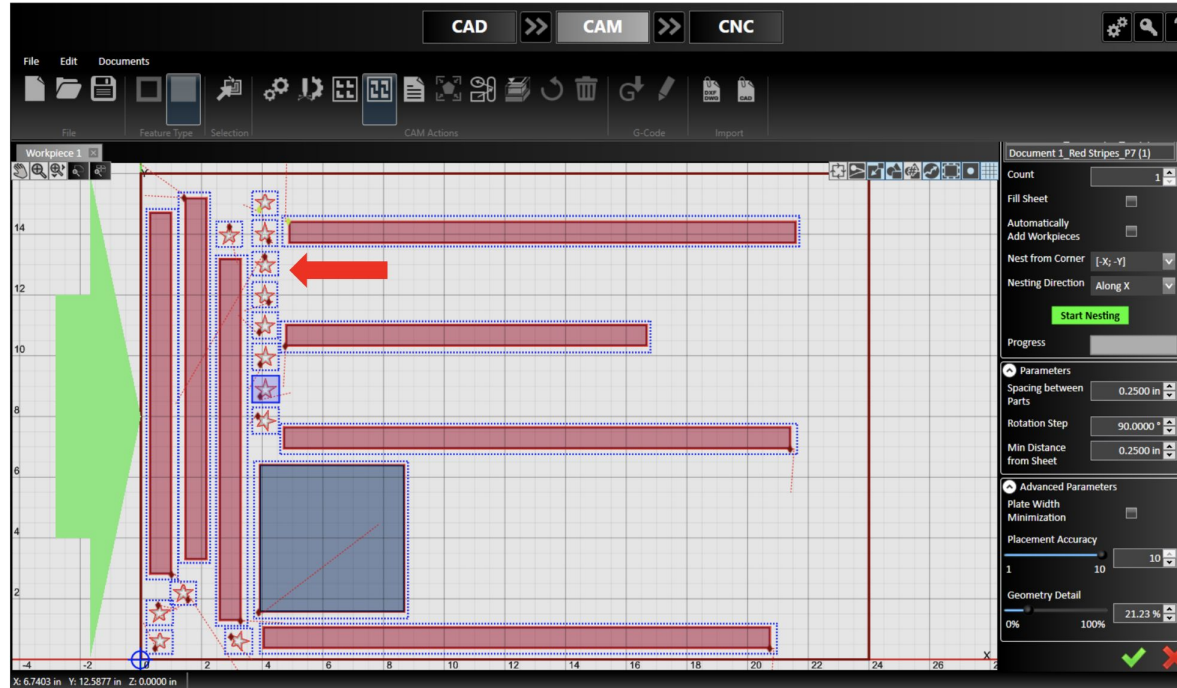 CAD >> CAM >> CNC
File Edit Documents
File Feature Type Selection CAM Actions G-Code Import
DXF DWG CAD
Workpiece 1
Document 1_Red Stripes_P7 (1)
Count 1
Fill Sheet
Automatically
Add Workpieces
Nest from Corner [-X; -Y]
Nesting Direction Along X
Start Nesting
Progress
Parameters
Spacing between
Parts 0.2500 in
Rotation Step 90.0000 °
Min Distance
from Sheet 0.2500 in
Advanced Parameters
Plate Width
Minimization
Placement Accuracy
10
1 10
Geometry Detail
21.23 %
0% 100%
Y
14
12
10
8
6
4
2
X
-4 -2 0 2 4 6 8 10 12 14 16 18 20 22 24 26
X: 6.7403 in Y: 12.5877 in Z: 0.0000 in